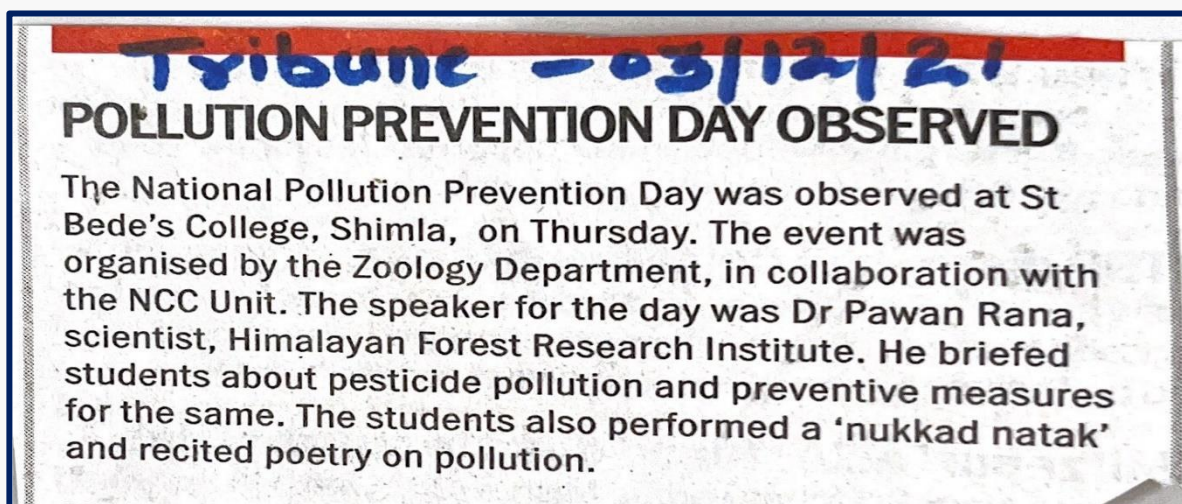 Tribune - 03/12/21
POLLUTION PREVENTION DAY OBSERVED
The National Pollution Prevention Day was observed at St
Bede's College, Shimla, on Thursday. The event was
organised by the Zoology Department, in collaboration with
the NCC Unit. The speaker for the day was Dr Pawan Rana,
scientist, Himalayan Forest Research Institute. He briefed
students about pesticide pollution and preventive measures
for the same. The students also performed a ‘nukkad natak’
and recited poetry on pollution.